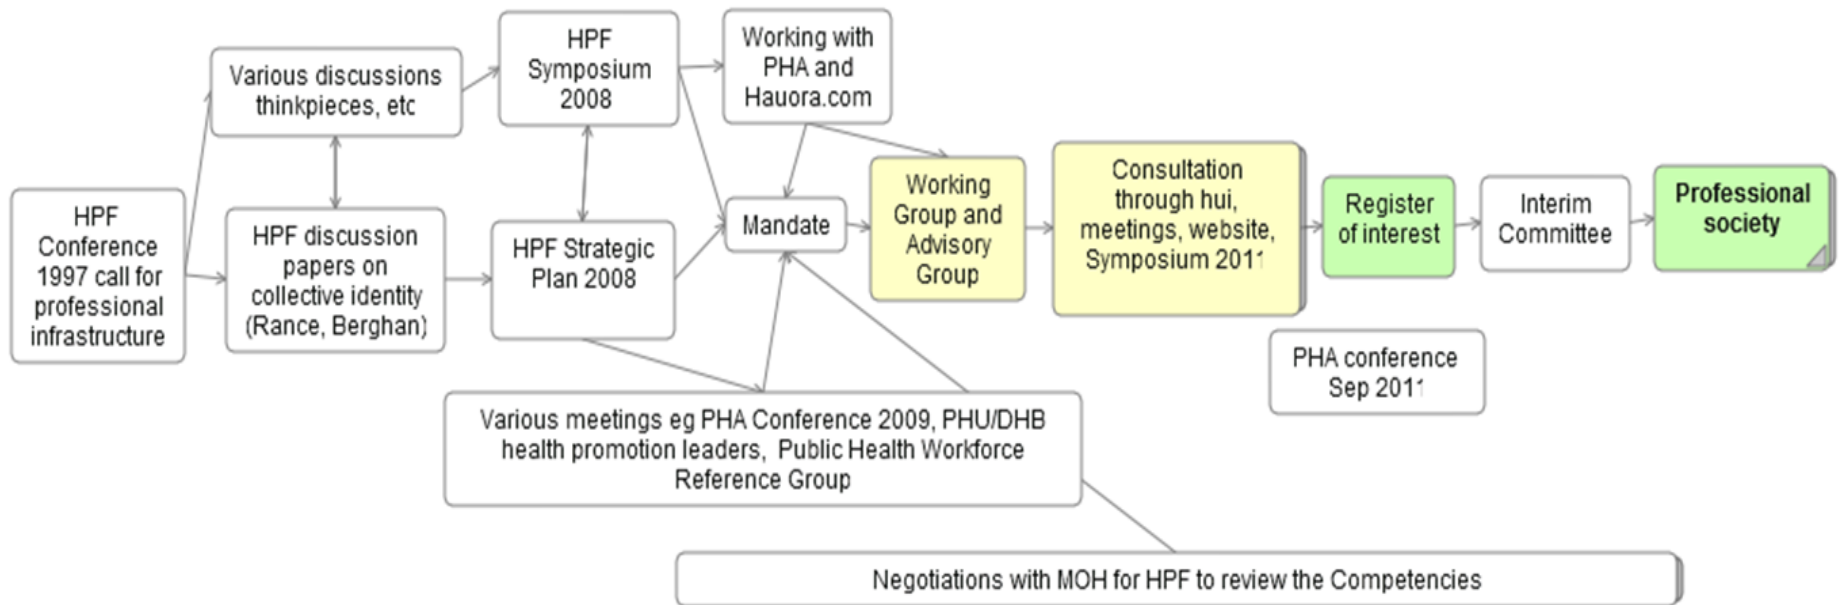 HPF
Conference
1997 call for
professional
infrastructure
Various discussions
thinkpieces, etc
HPF discussion
papers on
collective identity
(Rance, Berghan)
HPF
Symposium
2008
HPF Strategic
Plan 2008
Working with
PHA and
Hauora.com
Mandate
Various meetings eg PHA Conference 2009, PHU/DHB
health promotion leaders, Public Health Workforce
Reference Group
Negotiations with MOH for HPF to review the Competencies
Working
Group and
Advisory
Group
Consultation
through hui,
meetings, website,
Symposium 2011
Register
of interest
Interim
Committee
Professional
society
PHA conference
Sep 2011